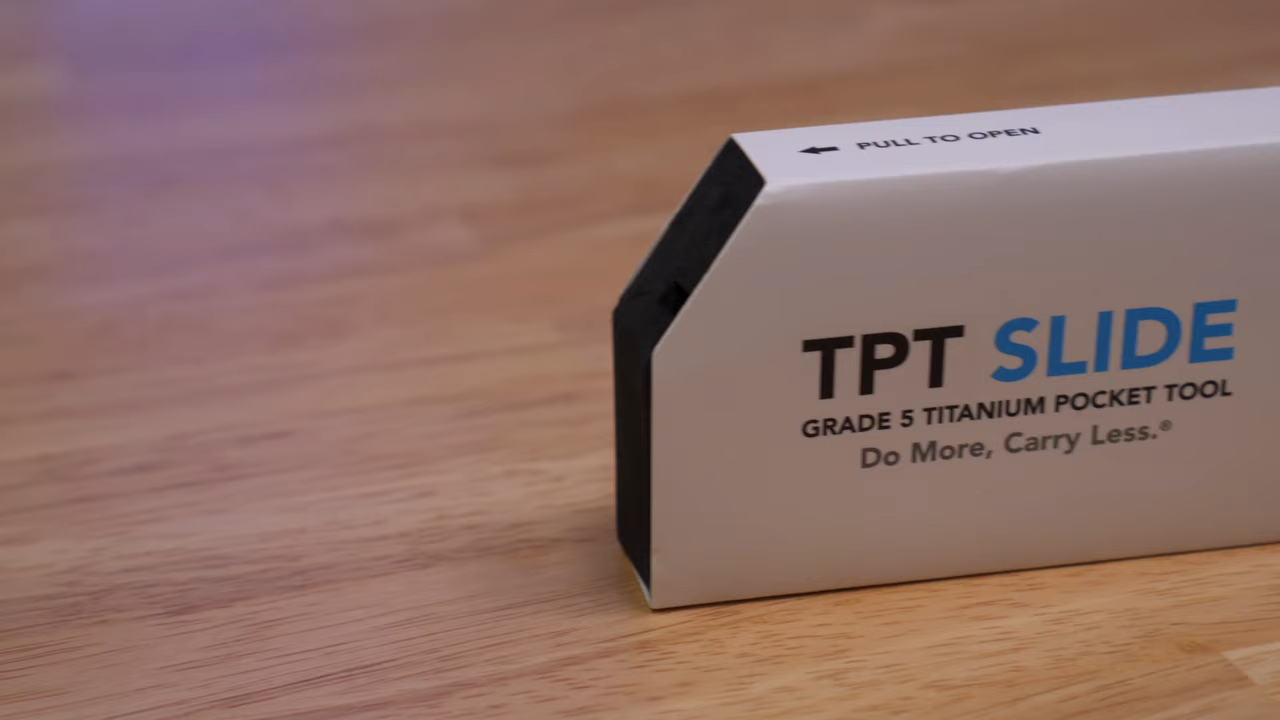 ← PULL TO OPEN
TPT SLIDE
GRADE 5 TITANIUM POCKET TOOL
Do More, Carry Less.®